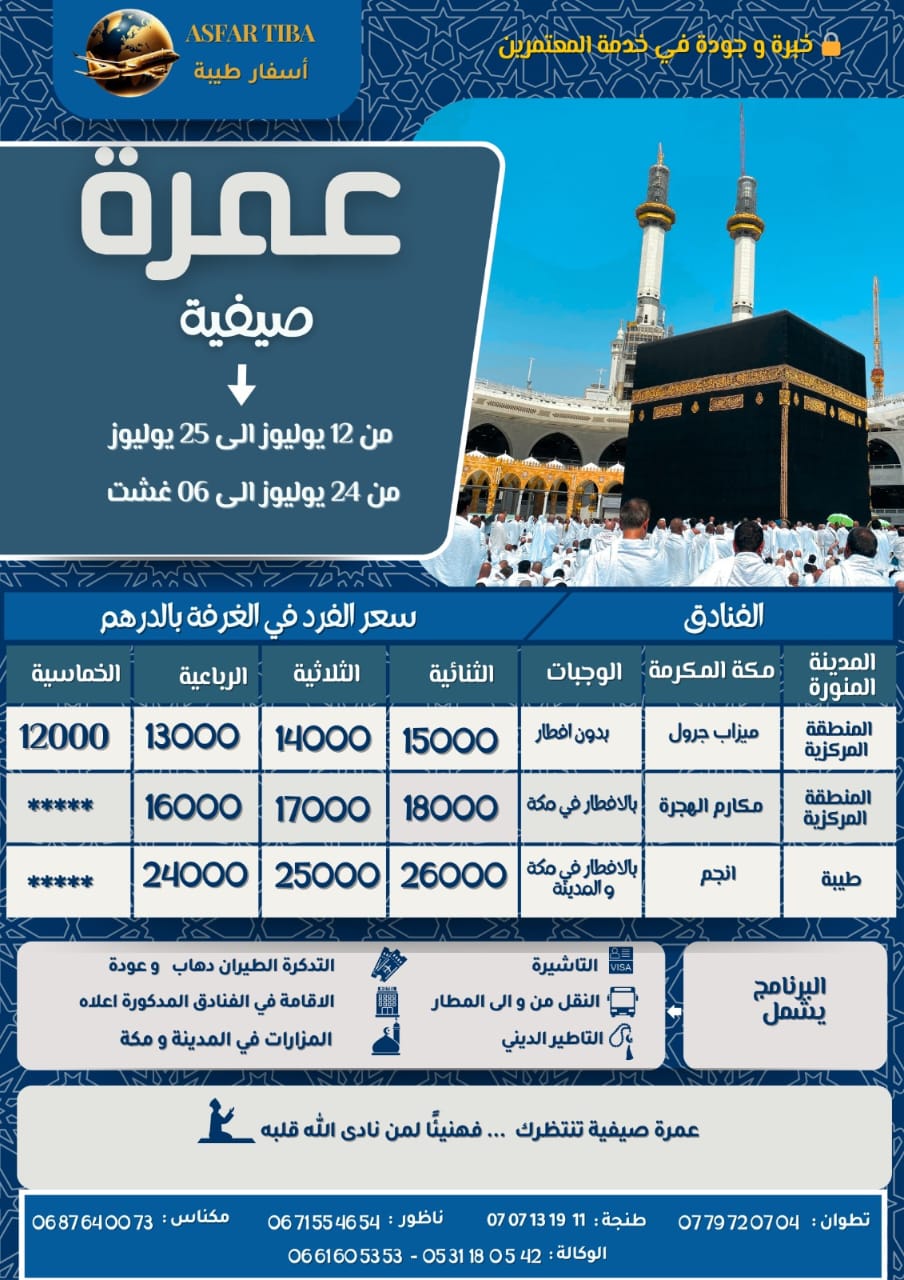 ASFAR TIBA
أسفار طيبة
خبرة و جودة في خدمة المعتمرين
عمرة
صيفية
من 12 يوليوز الى 25 يوليوز
من 24 يوليوز الى 06 غشت
الفنادق سعر الفرد في الغرفة بالدرهم
المدينة المنورة مكة المكرمة الوجبات الثنائية الثلاثية الرباعية الخماسية
المنطقة المركزية ميزاب جرول بدون افطار 15000 14000 13000 12000
المنطقة المركزية مكارم الهجرة بالافطار في مكة 18000 17000 16000 *****
طيبة انجم بالافطار في مكة و المدينة 26000 25000 24000 *****
البرنامج
يشمل
VISA
التاشيرة
النقل من و الى المطار
التاطير الديني
التدكرة الطيران دهاب و عودة
الاقامة في الفنادق المدكورة اعلاه
المزارات في المدينة و مكة
عمرة صيفية تنتظرك ... فهنيئًا لمن نادى الله قلبه
تطوان : 0779720704 طنجة : 0707131911 ناظور : 0671554654 مكناس : 0687640073
الوكالة: 0531180542 - 0661605353